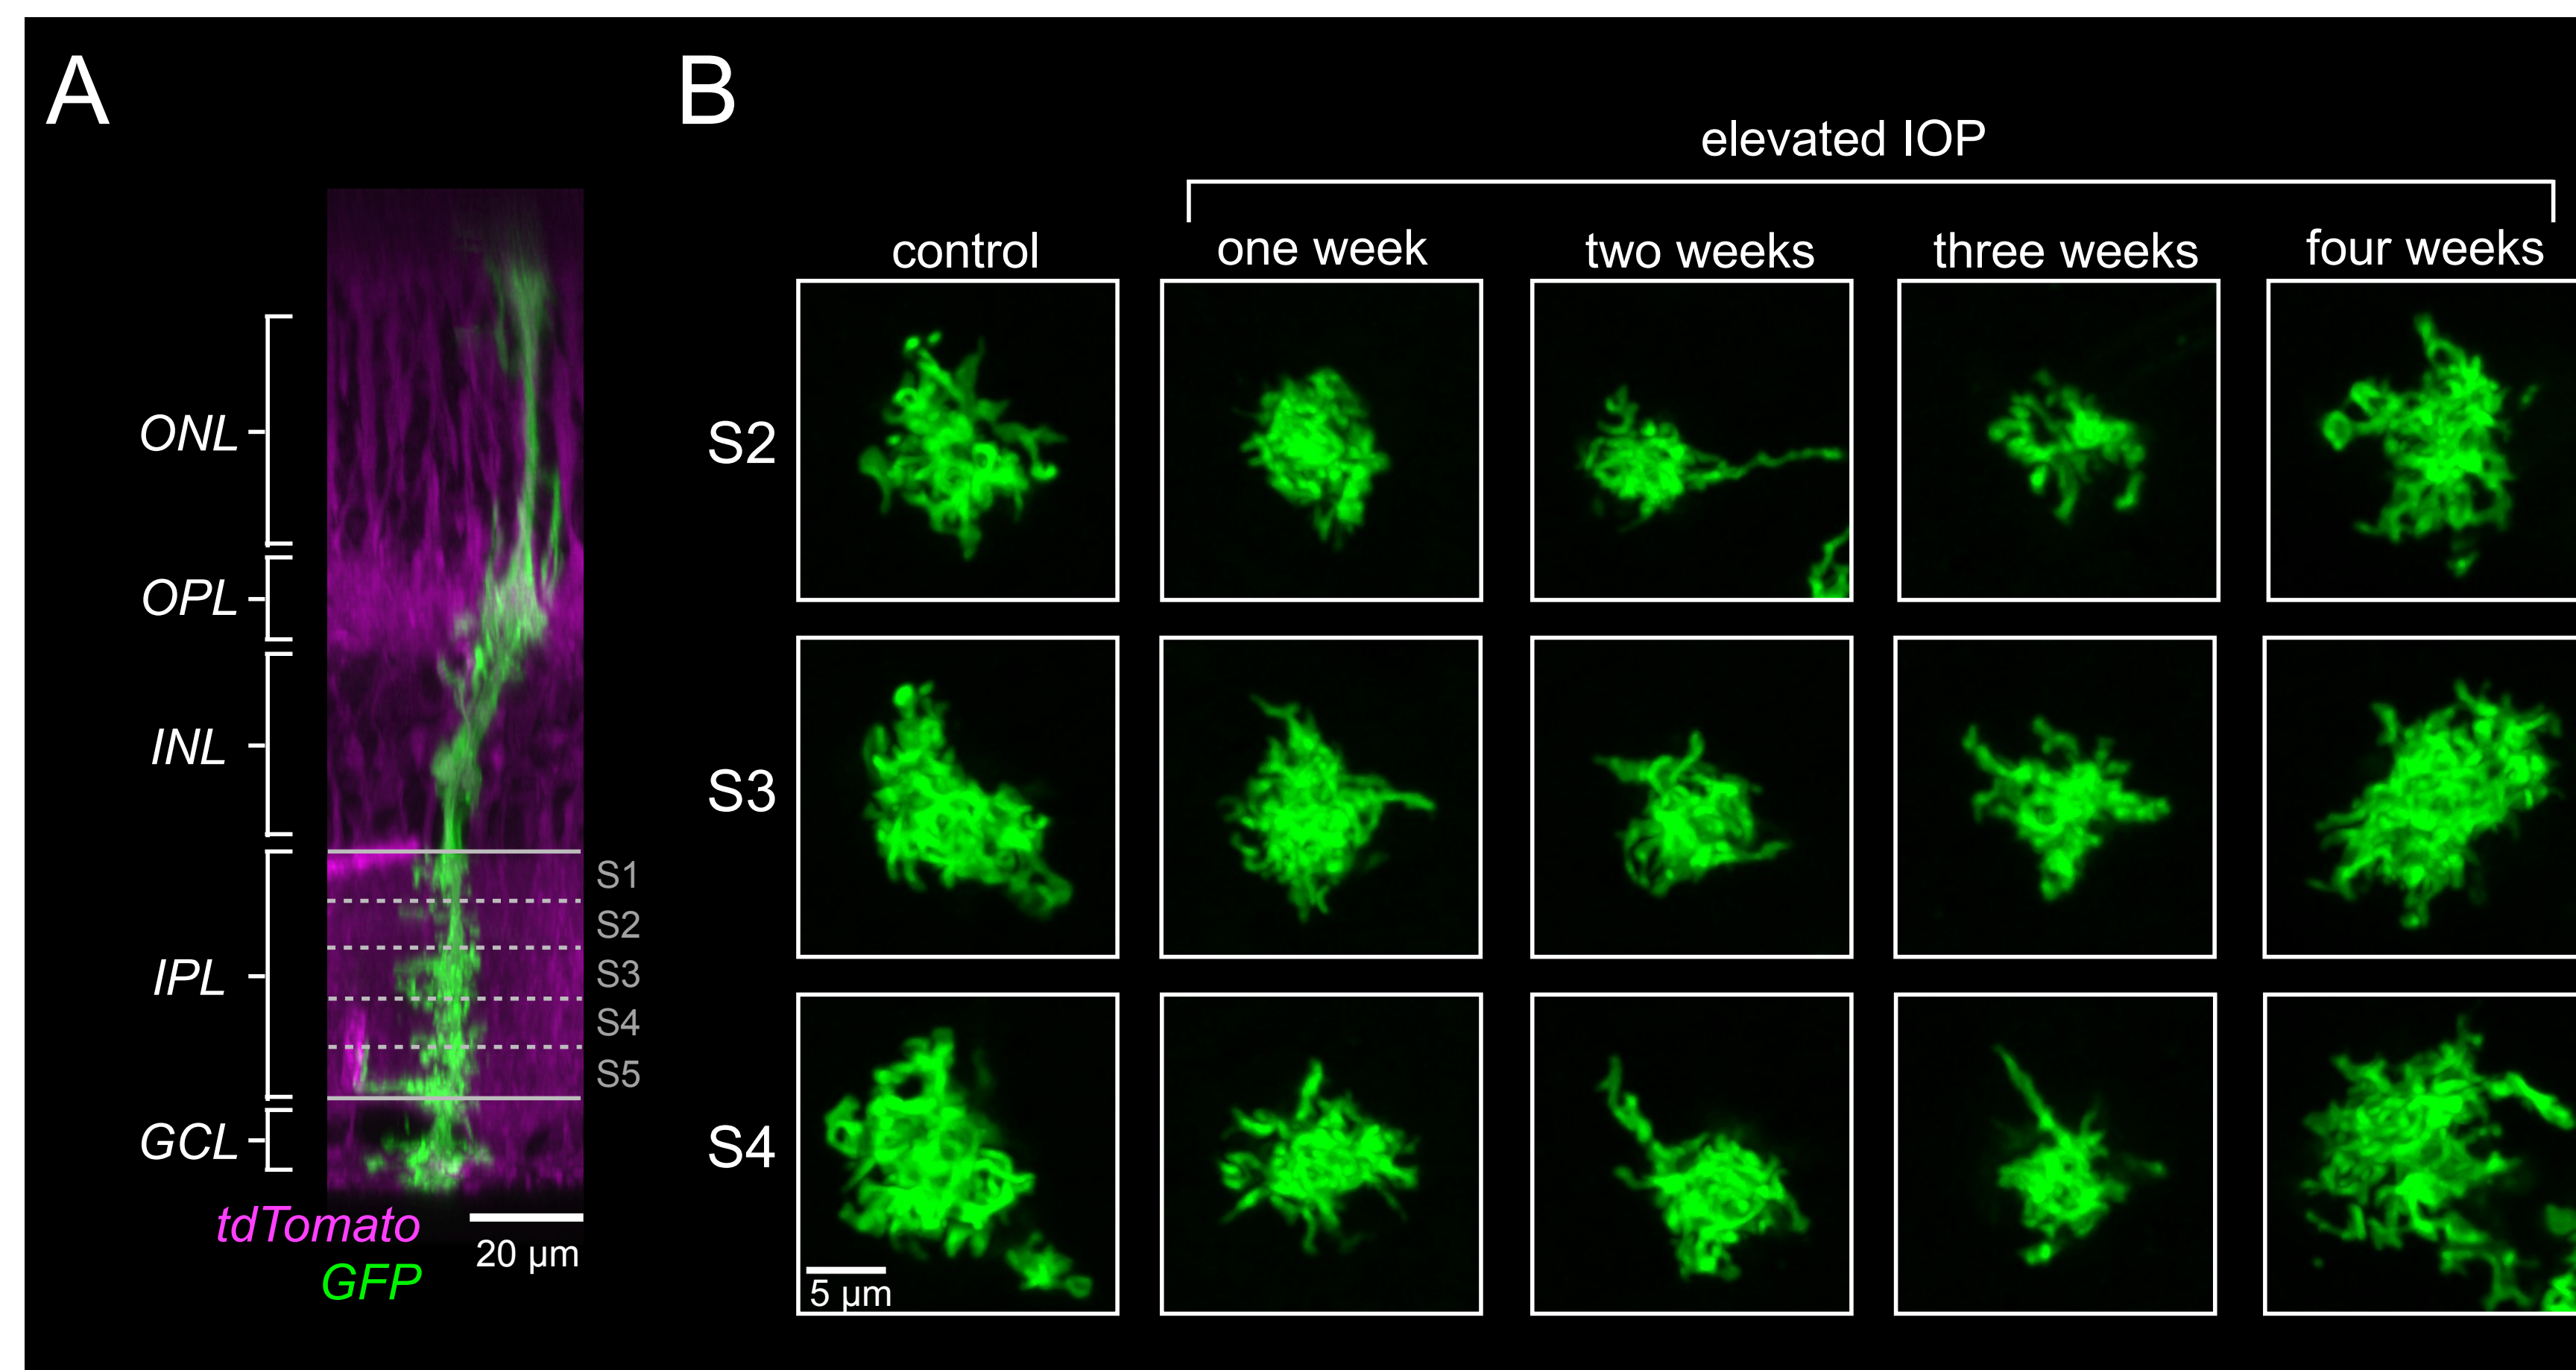 A
B
elevated IOP
control
one week
two weeks
three weeks
four weeks
ONL
OPL
INL
IPL
GCL
S1
S2
S3
S4
S5
S2
S3
S4
tdTomato
GFP
20 µm
5 µm